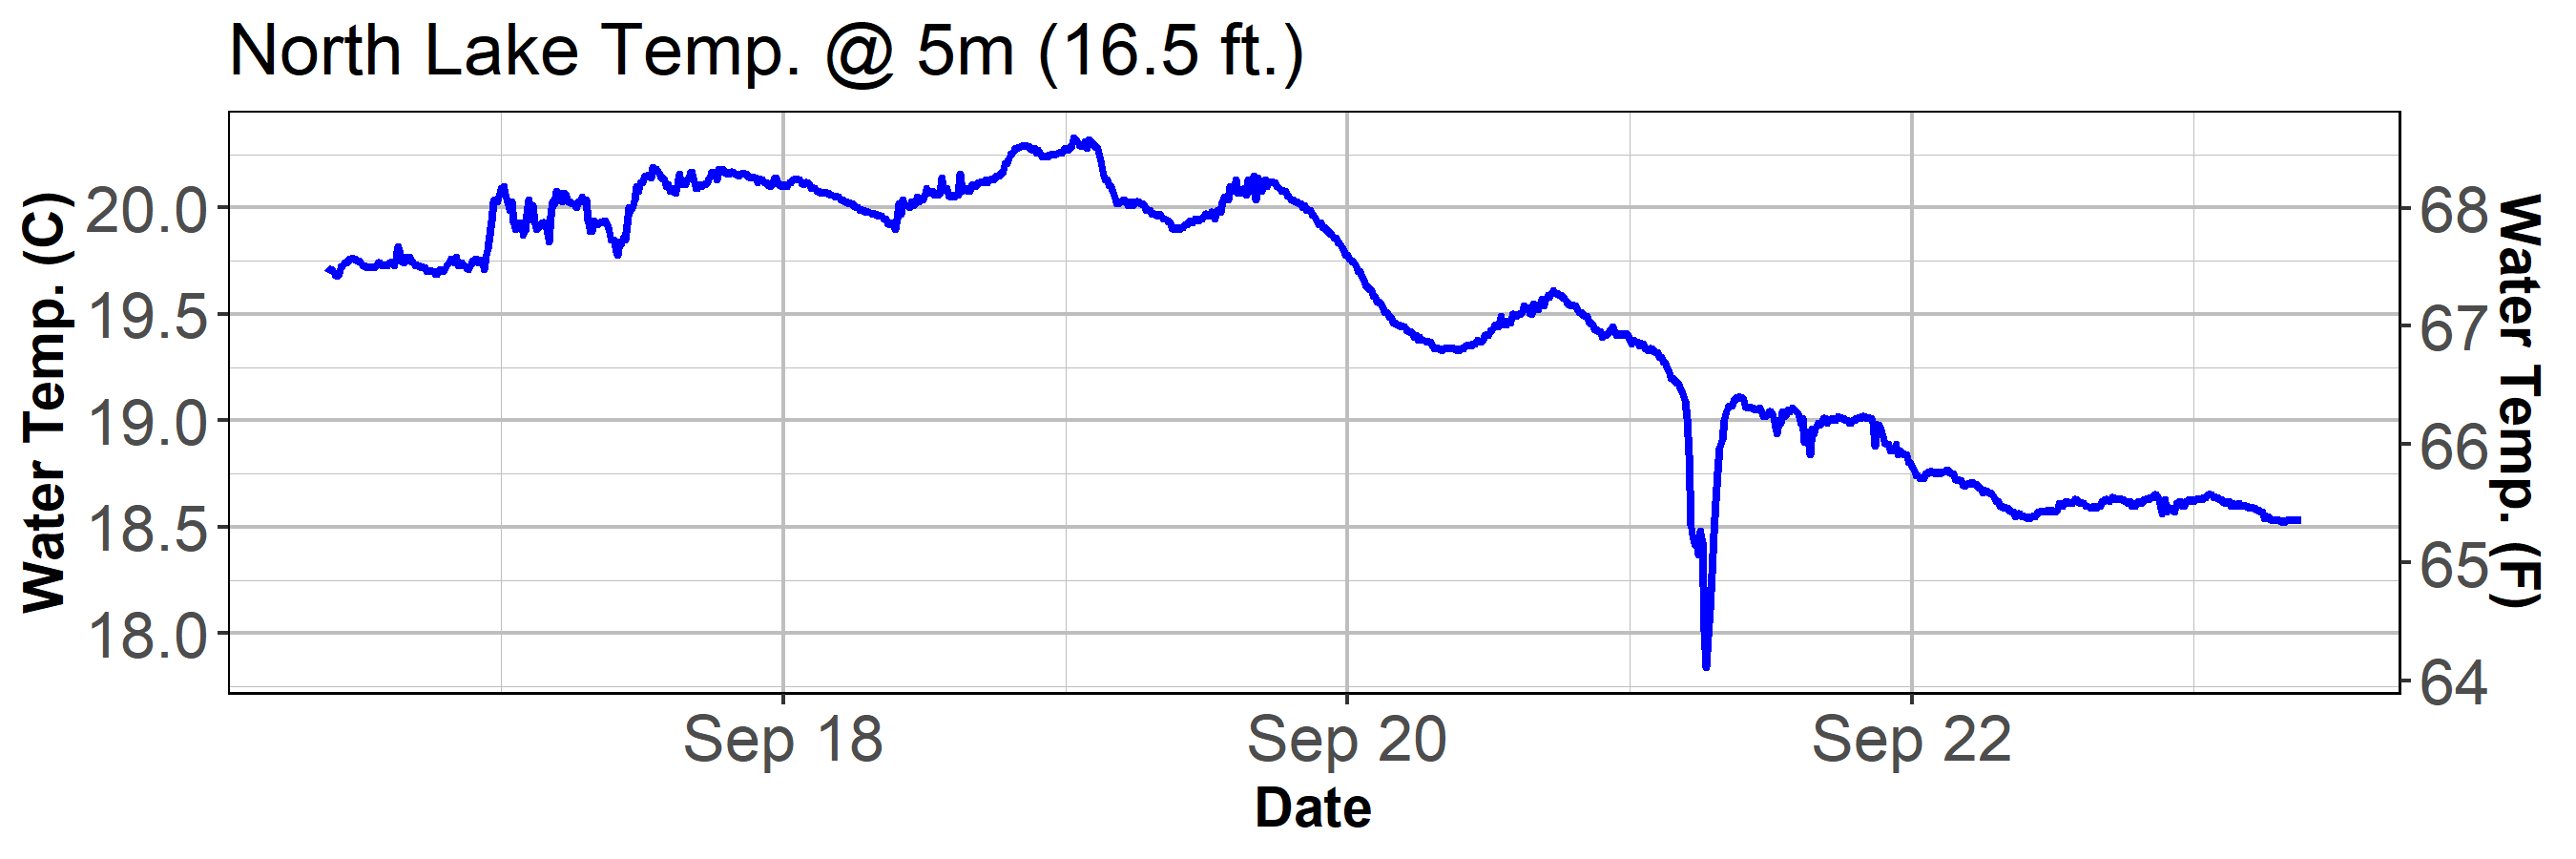 North Lake Temp. @ 5m (16.5 ft.)
Water Temp. (C)
20.0
19.5
19.0
18.5
18.0
68
67
66
65
64
Water Temp. (F)
Sep 18 Sep 20 Sep 22
Date